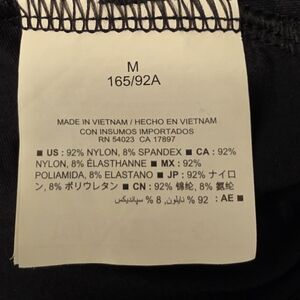 M
165/92A
MADE IN VIETNAM / HECHO EN VIETNAM
CON INSUMOS IMPORTADOS
RN 54023 CA 17897
■ US : 92% NYLON, 8% SPANDEX ■ CA : 92%
NYLON, 8% ÉLASTHANNE ■ MX : 92%
POLIAMIDA, 8% ELASTANO ■ JP : 92% ナイロ
ン, 8% ポリウレタン ■ CN : 92% 锦纶, 8% 氨纶
■ AE : 92 % نايلون, 8 % سپانديكس